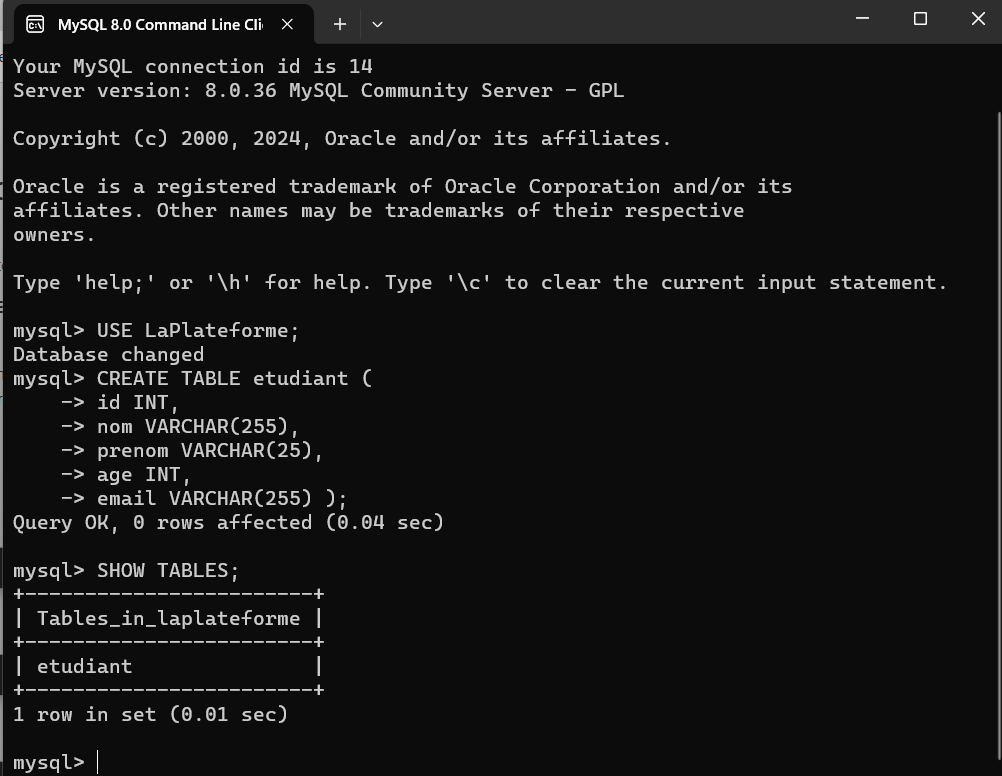 MySQL 8.0 Command Line Cli
Your MySQL connection id is 14
Server version: 8.0.36 MySQL Community Server - GPL
Copyright (c) 2000, 2024, Oracle and/or its affiliates.
Oracle is a registered trademark of Oracle Corporation and/or its
affiliates. Other names may be trademarks of their respective
owners.
Type 'help;' or '\h' for help. Type '\c' to clear the current input statement.
mysql> USE LaPlateforme;
Database changed
mysql> CREATE TABLE etudiant (
    -> id INT,
    -> nom VARCHAR(255),
    -> prenom VARCHAR(25),
    -> age INT,
    -> email VARCHAR(255) );
Query OK, 0 rows affected (0.04 sec)
mysql> SHOW TABLES;
+------------------------+
| Tables_in_laplateforme |
+------------------------+
| etudiant               |
+------------------------+
1 row in set (0.01 sec)
mysql>